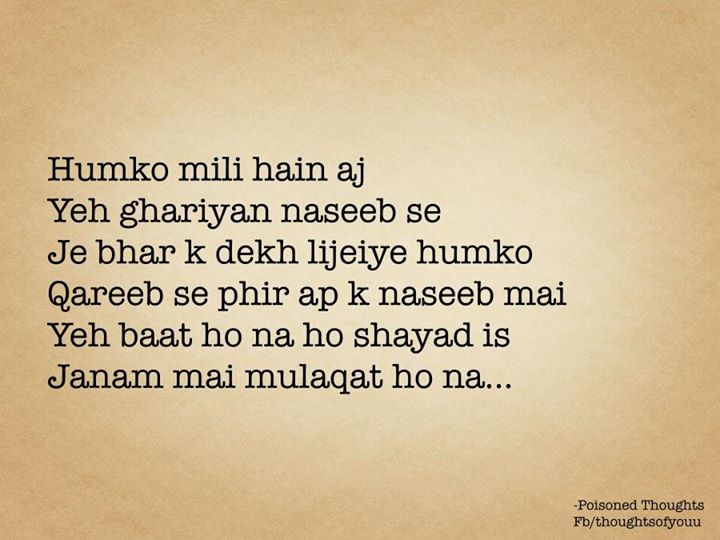 Humko mili hain aj
Yeh ghariyan naseeb se
Je bhar k dekh lijeiye humko
Qareeb se phir ap k naseeb mai
Yeh baat ho na ho shayad is
Janam mai mulaqat ho na...
-Poisoned Thoughts
Fb/thoughtsofyouu